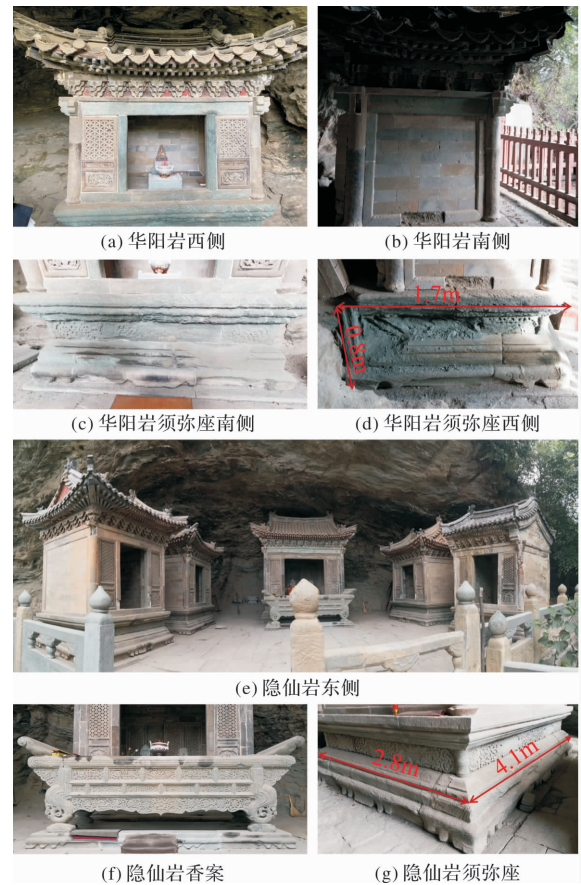 (a) 华阳岩西侧
(b) 华阳岩南侧
1.7m
0.8m
(c) 华阳岩须弥座南侧
(d) 华阳岩须弥座西侧
(e) 隐仙岩东侧
2.8m
4.1m
(f) 隐仙岩香案
(g) 隐仙岩须弥座